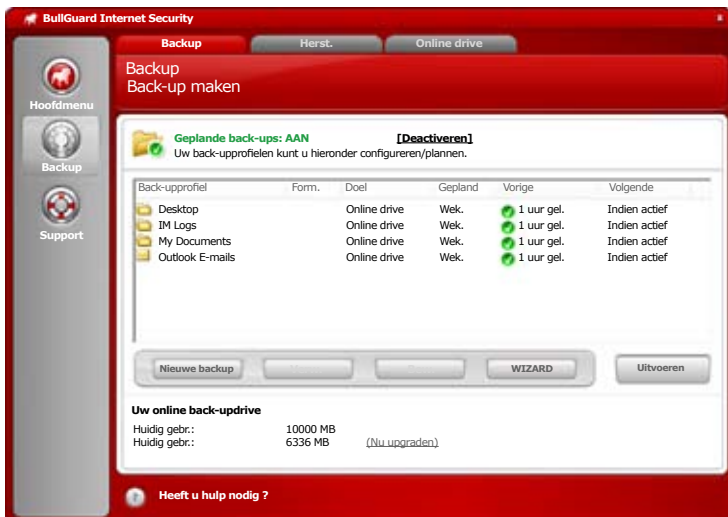 BullGuard Internet Security
Backup Herst. Online drive
Backup
Back-up maken
Hoofdmenu
Backup
Support
Geplande back-ups: AAN [Deactiveren]
Uw back-upprofielen kunt u hieronder configureren/plannen.
Back-upprofiel Form. Doel Gepland Vorige Volgende
Desktop Online drive Wek. 1 uur gel. Indien actief
IM Logs Online drive Wek. 1 uur gel. Indien actief
My Documents Online drive Wek. 1 uur gel. Indien actief
Outlook E-mails Online drive Wek. 1 uur gel. Indien actief
Nieuwe backup WIZARD Uitvoeren
Uw online back-updrive
Huidig gebr.: 10000 MB
Huidig gebr.: 6336 MB (Nu upgraden)
Heeft u hulp nodig ?